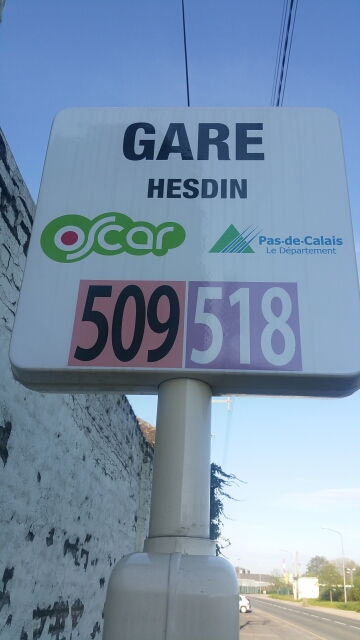 GARE
HESDIN
oscar
Pas-de-Calais
Le Département
509 518